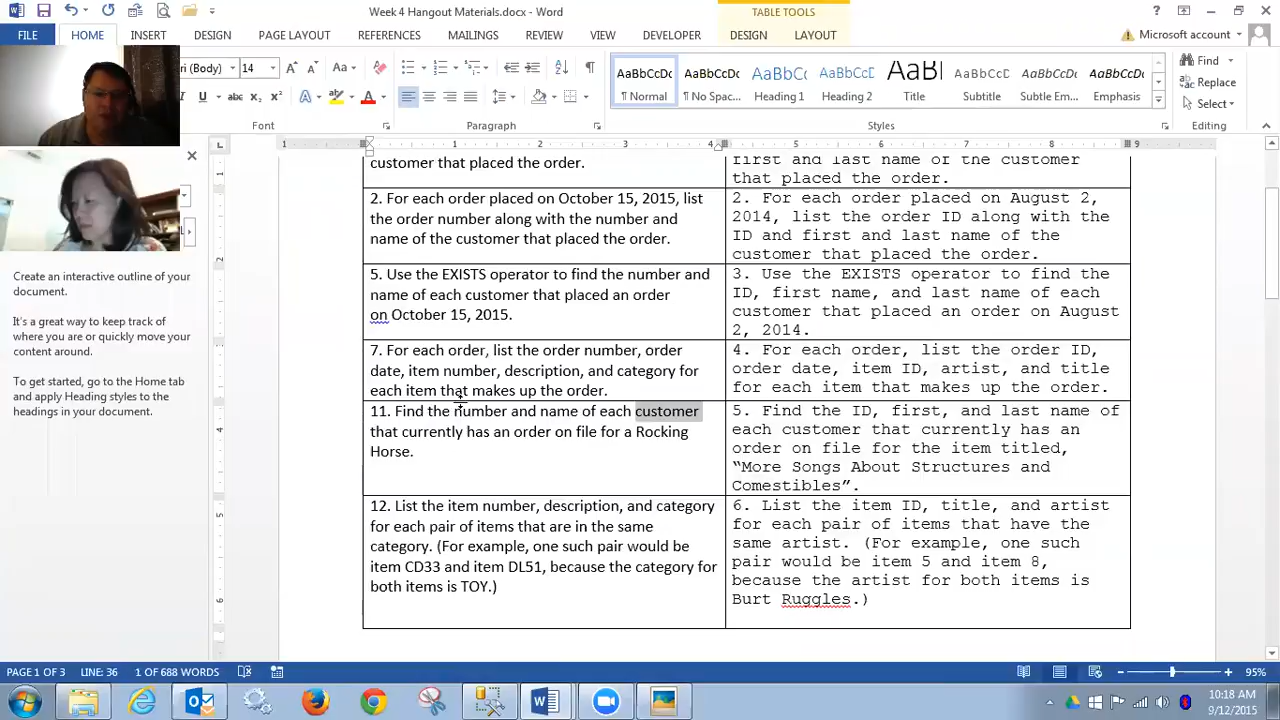 Week 4 Hangout Materials.docx - Word
TABLE TOOLS
FILE
HOME
INSERT
DESIGN
PAGE LAYOUT
REFERENCES
MAILINGS
REVIEW
VIEW
DEVELOPER
DESIGN
LAYOUT
Microsoft account
ri (Body)
14
AaBbCcDc
AaBbCcDc
AaBbCc
AaBbCcD
AaBl
AaBbCcD
AaBbCcDc
AaBbCcDc
¶ Normal
¶ No Spac...
Heading 1
Heading 2
Title
Subtitle
Subtle Em...
Emphasis
Find
Replace
Select
Font
Paragraph
Styles
Editing
Create an interactive outline of your
document.
It's a great way to keep track of
where you are or quickly move your
content around.
To get started, go to the Home tab
and apply Heading styles to the
headings in your document.
customer that placed the order.
2. For each order placed on October 15, 2015, list
the order number along with the number and
name of the customer that placed the order.
5. Use the EXISTS operator to find the number and
name of each customer that placed an order
on October 15, 2015.
7. For each order, list the order number, order
date, item number, description, and category for
each item that makes up the order.
11. Find the number and name of each customer
that currently has an order on file for a Rocking
Horse.
12. List the item number, description, and category
for each pair of items that are in the same
category. (For example, one such pair would be
item CD33 and item DL51, because the category for
both items is TOY.)
first and last name of the customer
that placed the order.
2. For each order placed on August 2,
2014, list the order ID along with the
ID and first and last name of the
customer that placed the order.
3. Use the EXISTS operator to find the
ID, first name, and last name of each
customer that placed an order on August
2, 2014.
4. For each order, list the order ID,
order date, item ID, artist, and title
for each item that makes up the order.
5. Find the ID, first, and last name of
each customer that currently has an
order on file for the item titled,
“More Songs About Structures and
Comestibles”.
6. List the item ID, title, and artist
for each pair of items that have the
same artist. (For example, one such
pair would be item 5 and item 8,
because the artist for both items is
Burt Ruggles.)
PAGE 1 OF 3
LINE: 36
1 OF 688 WORDS
95%
10:18 AM
9/12/2015